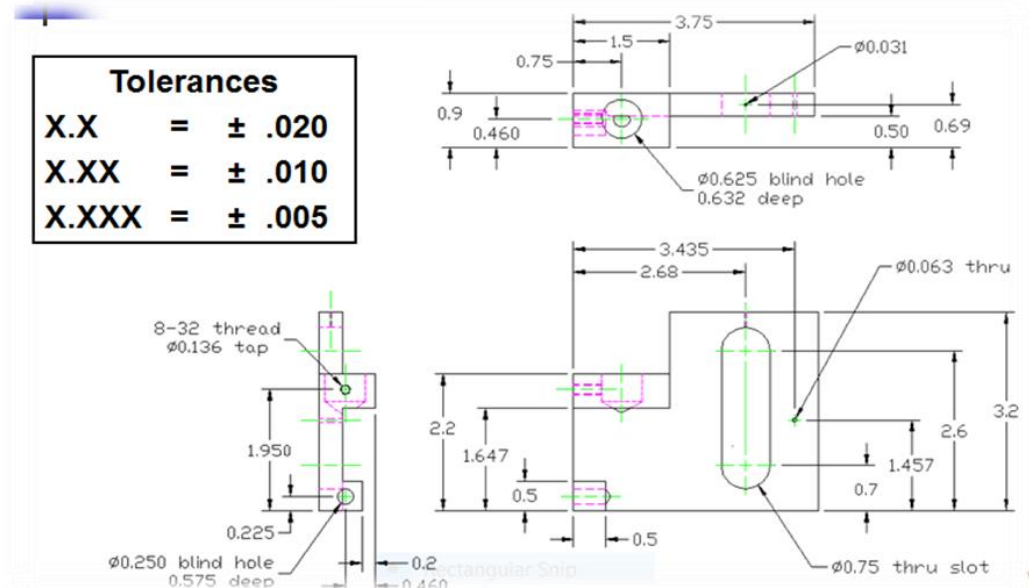 Tolerances
X.X = ± .020
X.XX = ± .010
X.XXX = ± .005
3.75
1.5
0.75
Ø0.031
0.9
0.460
0.50
0.69
Ø0.625 blind hole
0.632 deep
3.435
2.68
Ø0.063 thru
8-32 thread
Ø0.136 tap
2.2
1.647
1.950
0.5
0.225
Ø0.250 blind hole
0.575 deep
0.2
0.460
0.5
3.2
2.6
1.457
0.7
Ø0.75 thru slot
Rectangular Snip